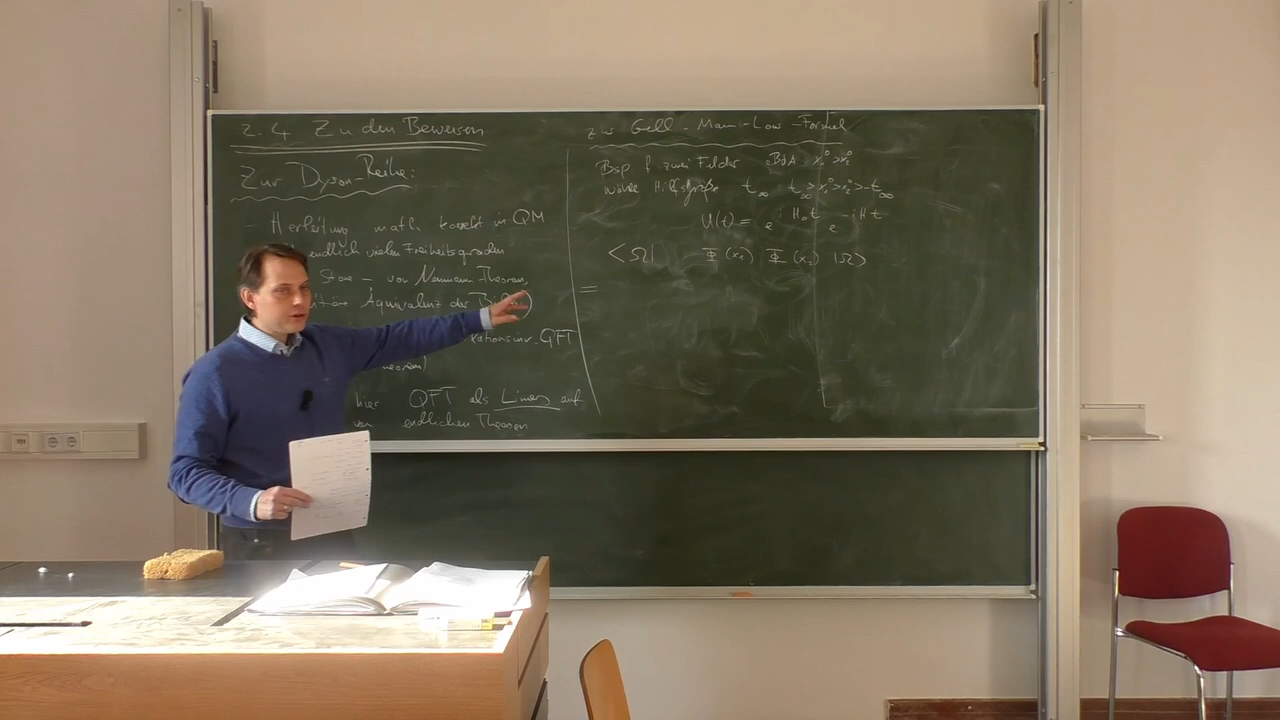 2.4 Zu den Beweisen
Zur Dyson-Reihe:
- Herleitung math. korrekt in QM
endlich vielen Freiheitsgraden
Stone - von Neumann-Theorem,
Äquivalenz der
QFT
hier QFT als Limes auf
von endlichen Theorien
zur Gell-Mann-Low-Formel
Bsp f. zwei Felder oBdA x₁⁰ > x₂⁰
wähle Hilfsgröße t∞ : t∞ > x₁⁰ > x₂⁰ > -t∞
U(t) = e^{iH₀t} e^{-iHt}
<Ω| Φ(x₁) Φ(x₂) |Ω>
=